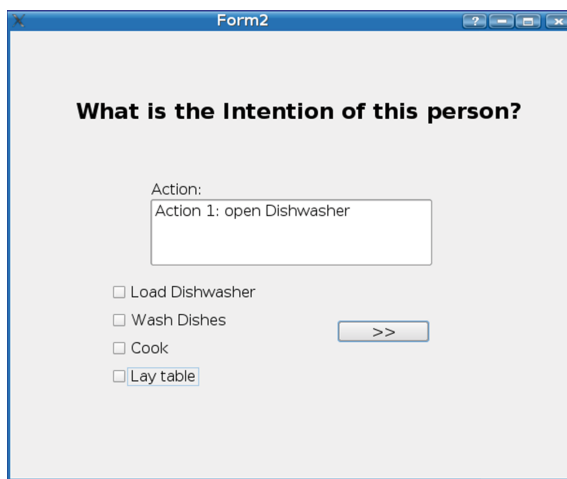 Form2
What is the Intention of this person?
Action:
Action 1: open Dishwasher
Load Dishwasher
Wash Dishes
>>
Cook
Lay table